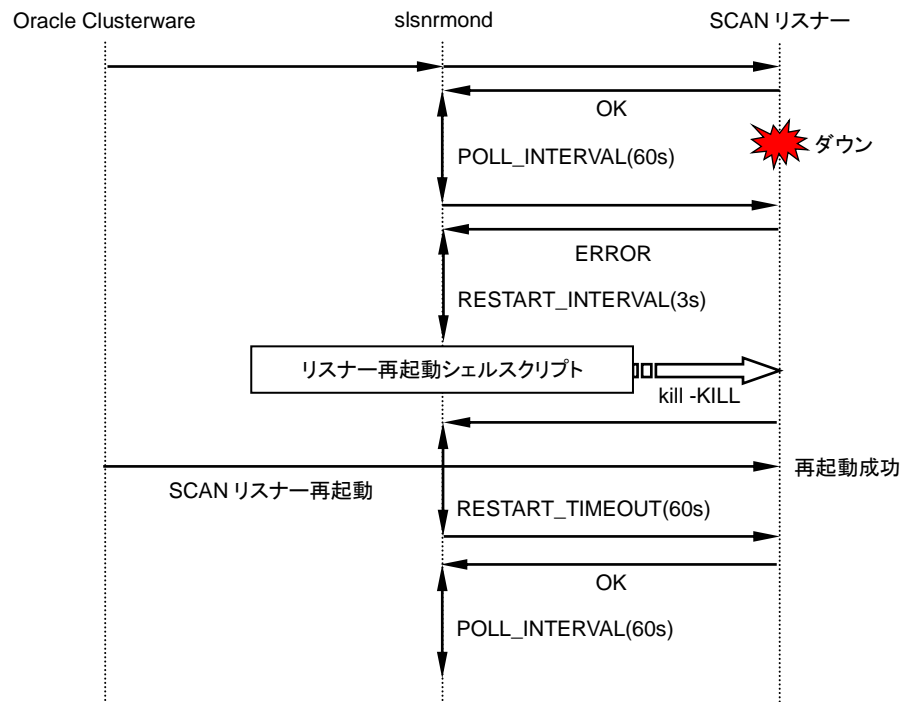 Oracle Clusterware
slsnrmond
SCAN リスナー
OK
ダウン
POLL_INTERVAL(60s)
ERROR
RESTART_INTERVAL(3s)
リスナー再起動シェルスクリプト
kill -KILL
再起動成功
SCAN リスナー再起動
RESTART_TIMEOUT(60s)
OK
POLL_INTERVAL(60s)